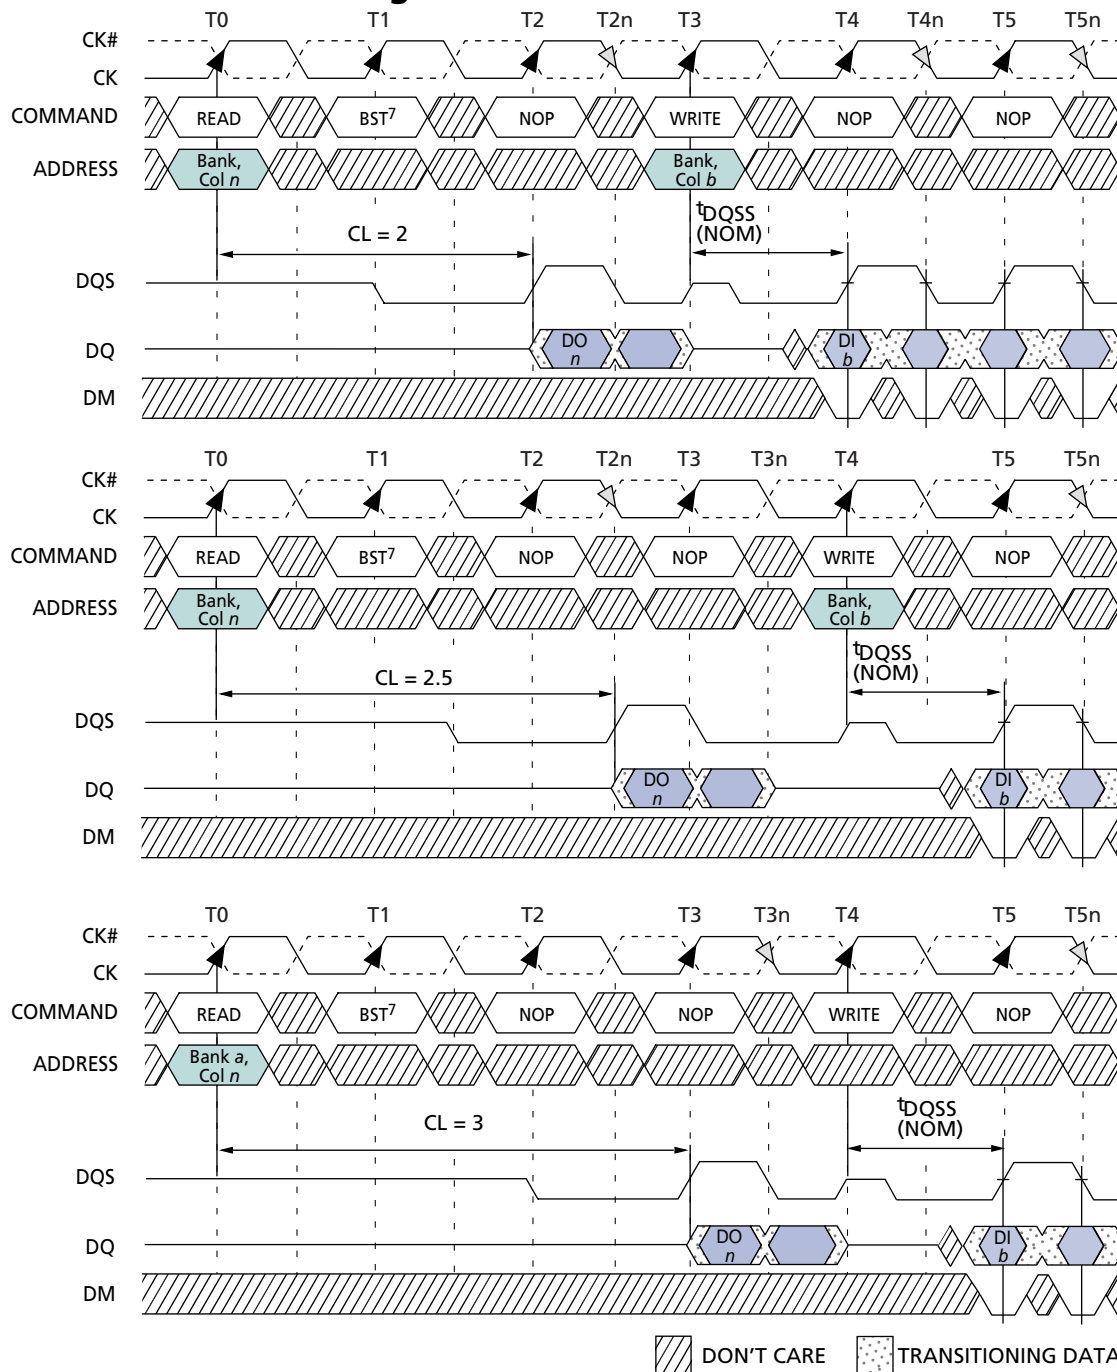 T0 T1 T2 T2n T3 T4 T4n T5 T5n
CK#
CK
COMMAND READ BST7 NOP WRITE NOP NOP
ADDRESS Bank, Col n Bank, Col b
CL = 2
tDQSS (NOM)
DQS
DQ DO n DI b
DM
T0 T1 T2 T2n T3 T3n T4 T5 T5n
CK#
CK
COMMAND READ BST7 NOP NOP WRITE NOP
ADDRESS Bank, Col n Bank, Col b
CL = 2.5
tDQSS (NOM)
DQS
DQ DO n DI b
DM
T0 T1 T2 T3 T3n T4 T5 T5n
CK#
CK
COMMAND READ BST7 NOP NOP WRITE NOP
ADDRESS Bank a, Col n
CL = 3
tDQSS (NOM)
DQS
DQ DO n DI b
DM
DON'T CARE TRANSITIONING DATA